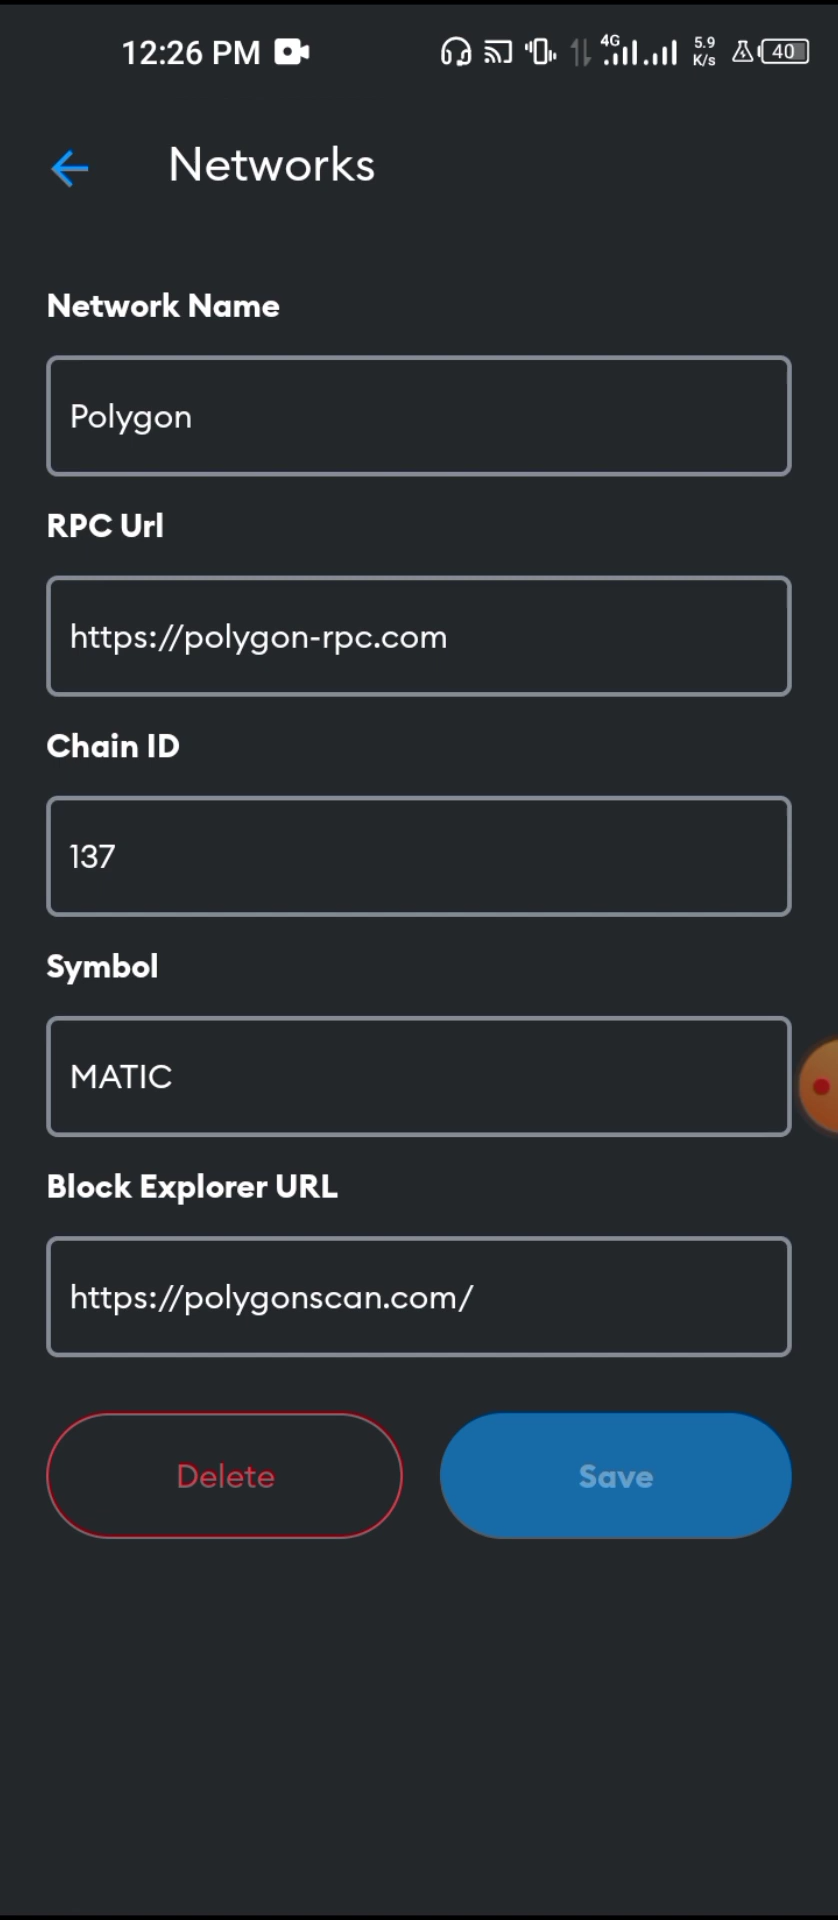 12:26 PM 4G 5.9 K/s 40
Networks
Network Name
Polygon
RPC Url
https://polygon-rpc.com
Chain ID
137
Symbol
MATIC
Block Explorer URL
https://polygonscan.com/
Delete Save